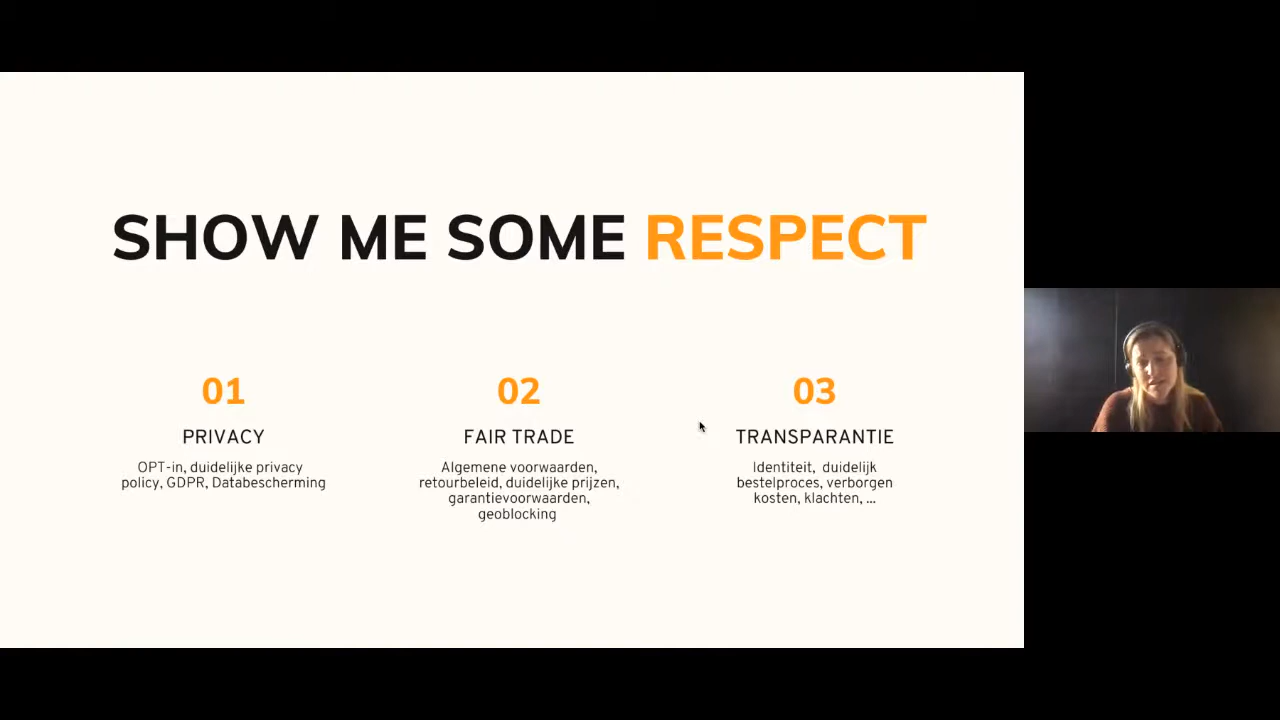 SHOW ME SOME RESPECT
01
PRIVACY
OPT-in, duidelijke privacy
policy, GDPR, Databescherming
02
FAIR TRADE
Algemene voorwaarden,
retourbeleid, duidelijke prijzen,
garantievoorwaarden,
geoblocking
03
TRANSPARANTIE
Identiteit, duidelijk
bestelproces, verborgen
kosten, klachten, ...